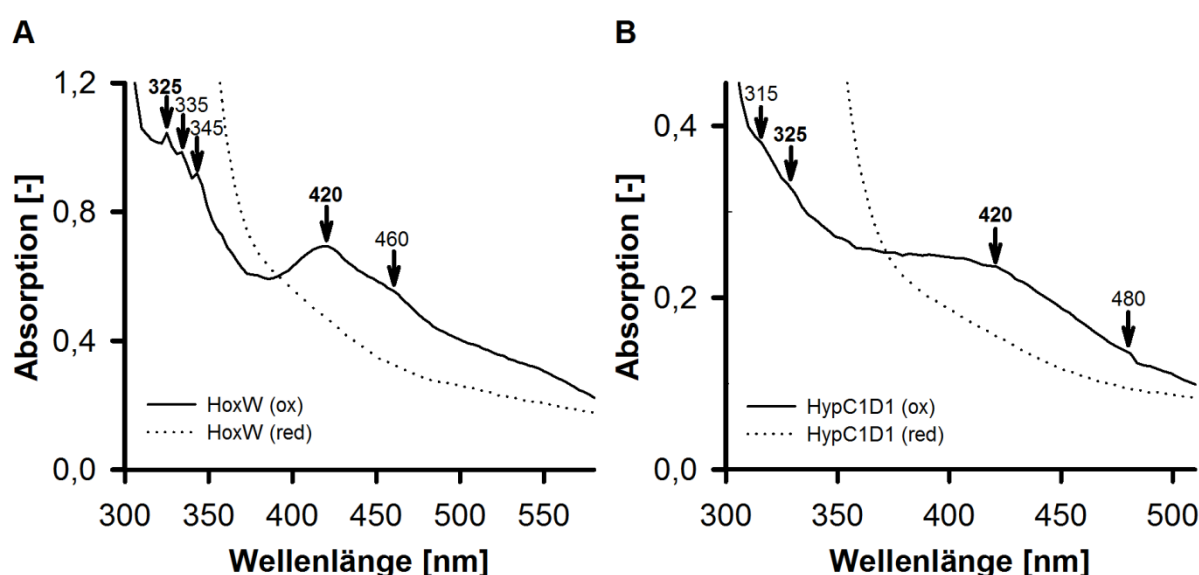 A
Absorption [-]
1,2
0,8
0,4
0,0
325
335
345
420
460
HoxW (ox)
HoxW (red)
300 350 400 450 500 550
Wellenlänge [nm]
B
Absorption [-]
0,4
0,2
0,0
315
325
420
480
HypC1D1 (ox)
HypC1D1 (red)
300 350 400 450 500
Wellenlänge [nm]